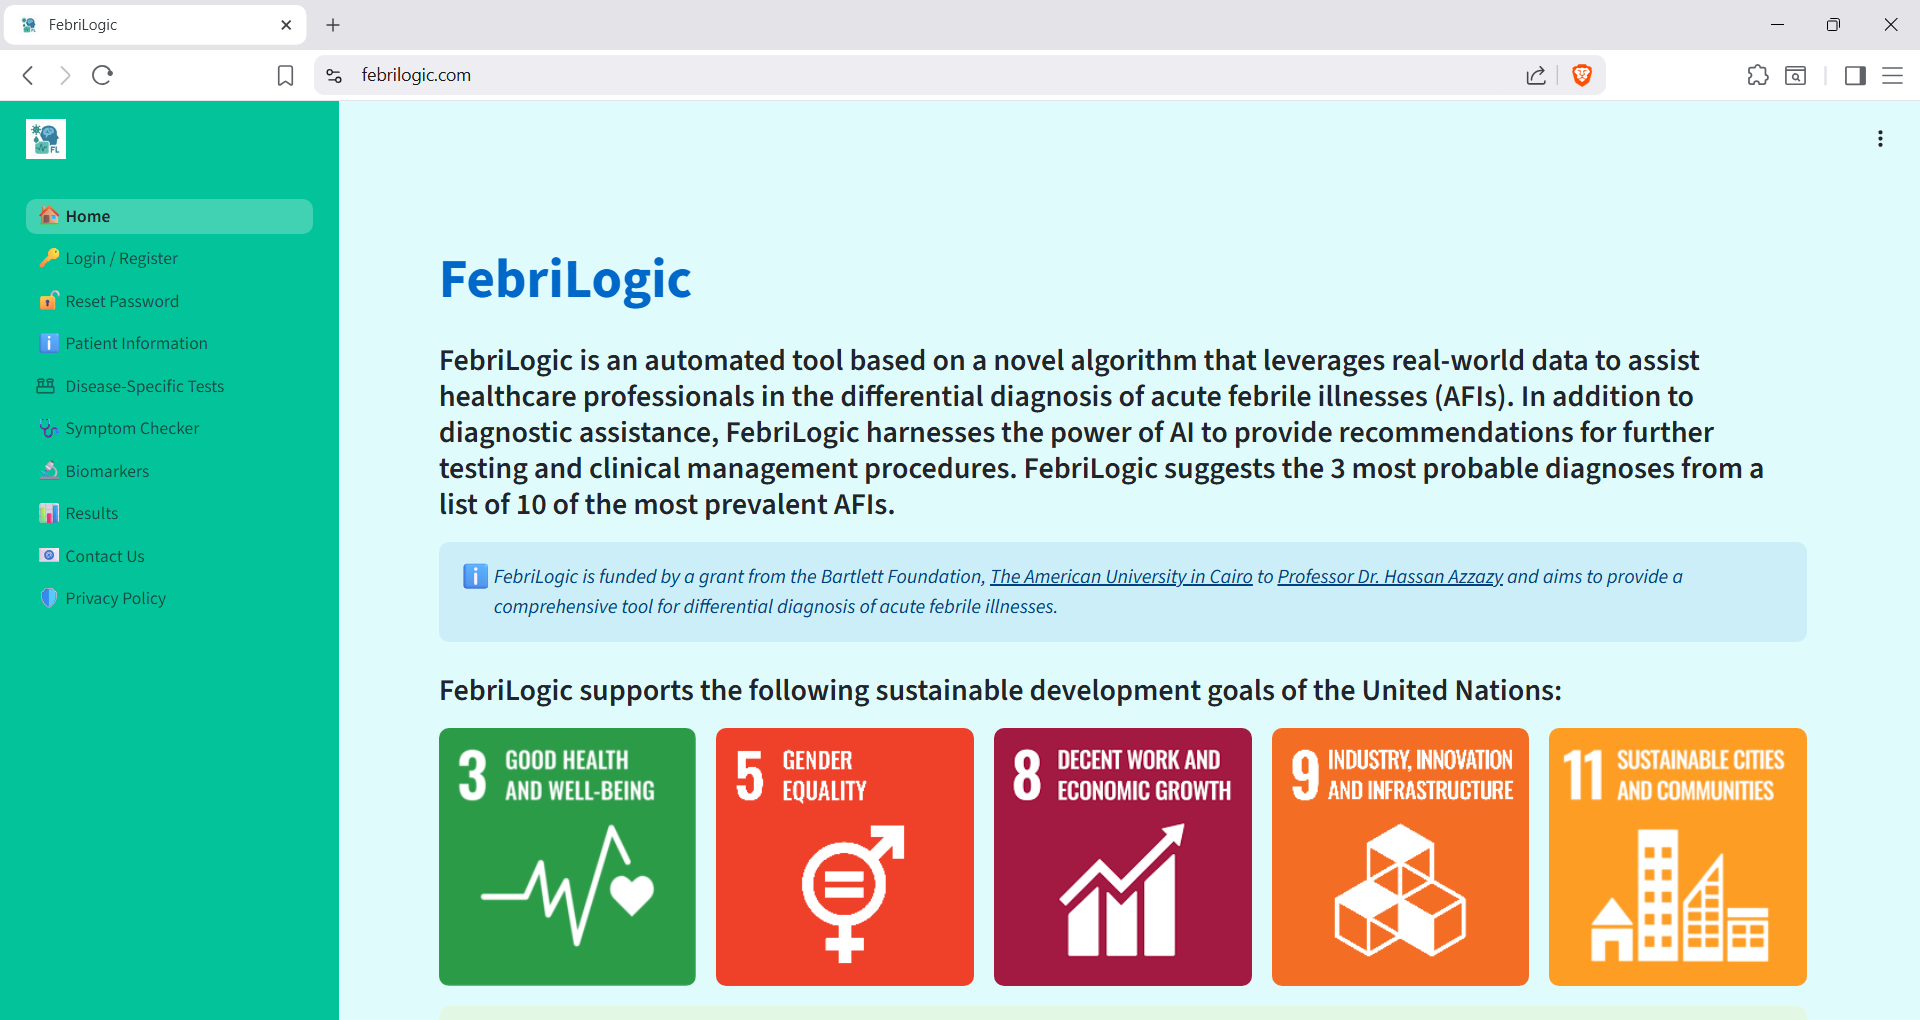 FebriLogic
febrilogic.com
FL
Home
Login / Register
Reset Password
Patient Information
Disease-Specific Tests
Symptom Checker
Biomarkers
Results
Contact Us
Privacy Policy
FebriLogic
FebriLogic is an automated tool based on a novel algorithm that leverages real-world data to assist
healthcare professionals in the differential diagnosis of acute febrile illnesses (AFIs). In addition to
diagnostic assistance, FebriLogic harnesses the power of AI to provide recommendations for further
testing and clinical management procedures. FebriLogic suggests the 3 most probable diagnoses from a
list of 10 of the most prevalent AFIs.
FebriLogic is funded by a grant from the Bartlett Foundation, The American University in Cairo to Professor Dr. Hassan Azzazy and aims to provide a
comprehensive tool for differential diagnosis of acute febrile illnesses.
FebriLogic supports the following sustainable development goals of the United Nations:
3 GOOD HEALTH
AND WELL-BEING
5 GENDER
EQUALITY
8 DECENT WORK AND
ECONOMIC GROWTH
9 INDUSTRY, INNOVATION
AND INFRASTRUCTURE
11 SUSTAINABLE CITIES
AND COMMUNITIES